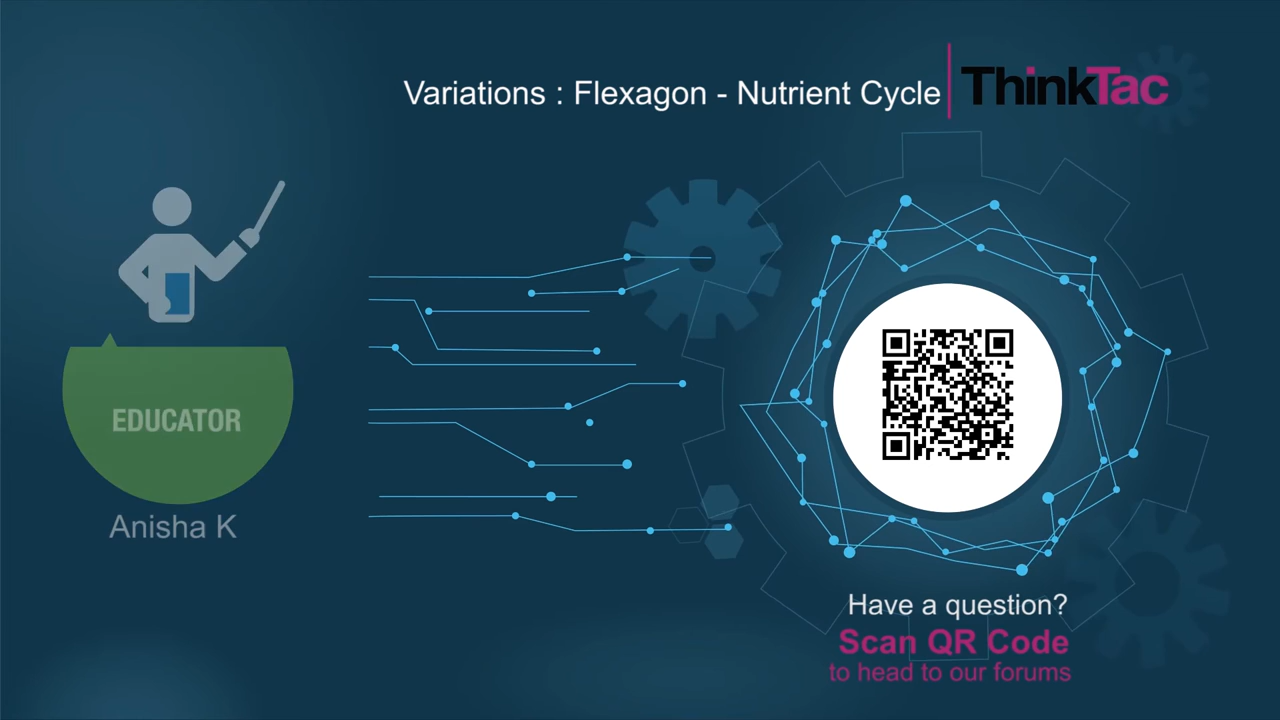 Variations : Flexagon - Nutrient Cycle
ThinkTac
EDUCATOR
Anisha K
Have a question?
Scan QR Code
to head to our forums